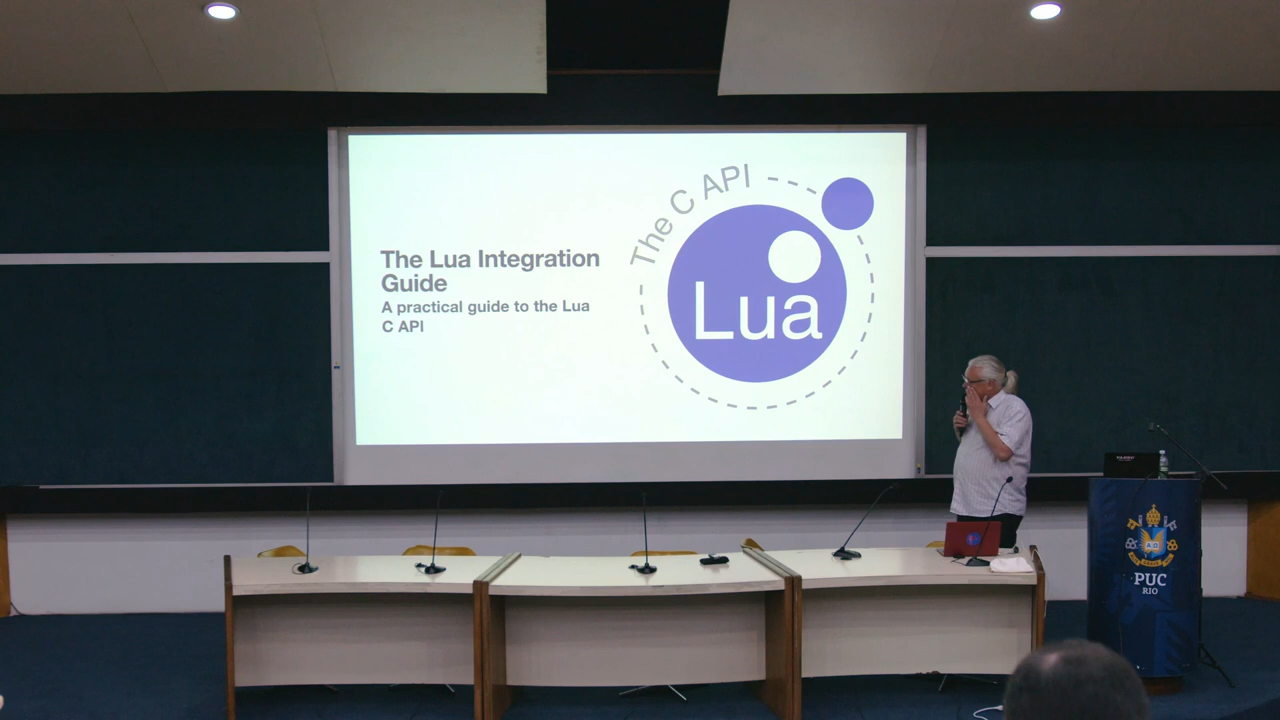 The Lua Integration
Guide
A practical guide to the Lua
C API
The C API
Lua
PUC
RIO